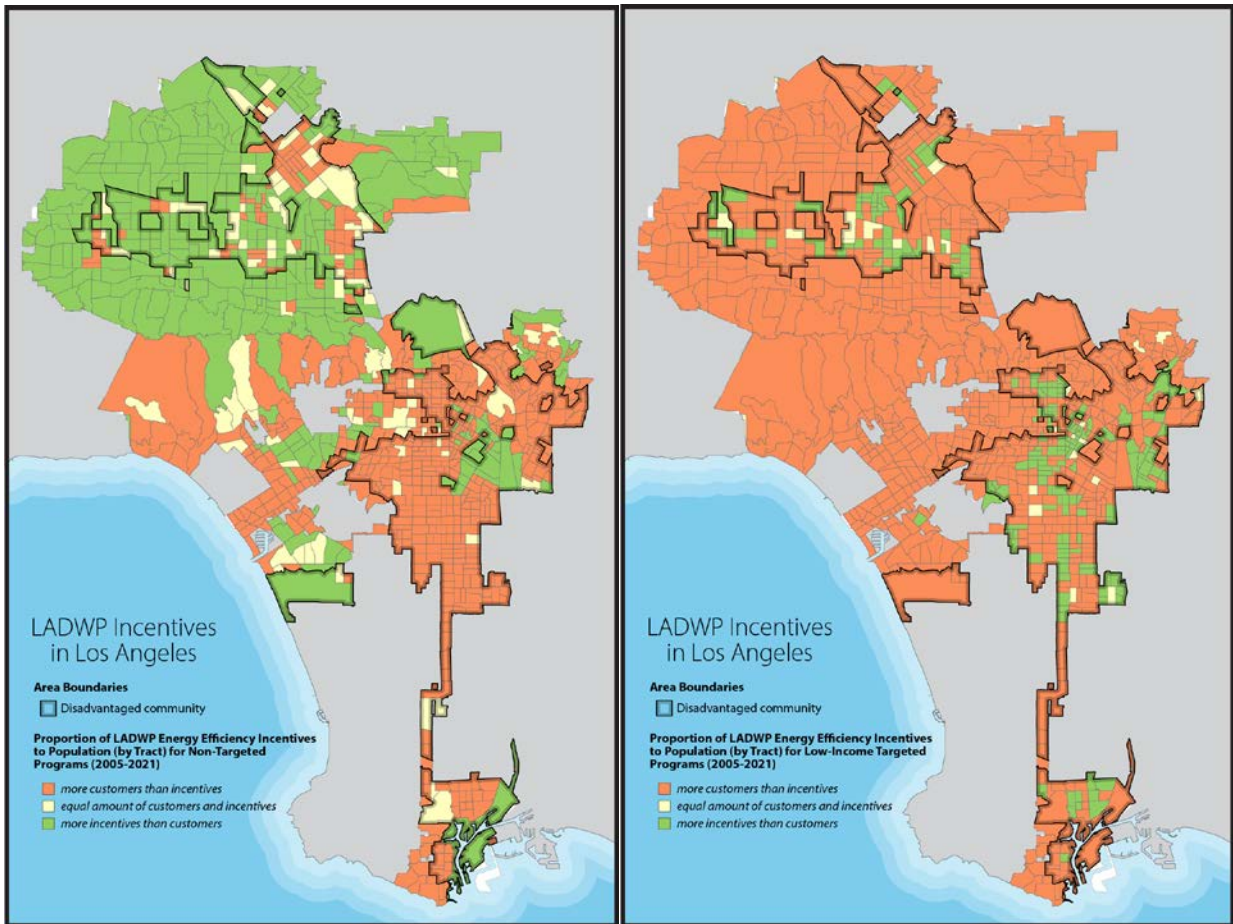 LADWP Incentives
in Los Angeles
Area Boundaries
Disadvantaged community
Proportion of LADWP Energy Efficiency Incentives
to Population (by Tract) for Non-Targeted
Programs (2005-2021)
more customers than incentives
equal amount of customers and incentives
more incentives than customers
LADWP Incentives
in Los Angeles
Area Boundaries
Disadvantaged community
Proportion of LADWP Energy Efficiency Incentives
to Population (by Tract) for Low-Income Targeted
Programs (2005-2021)
more customers than incentives
equal amount of customers and incentives
more incentives than customers